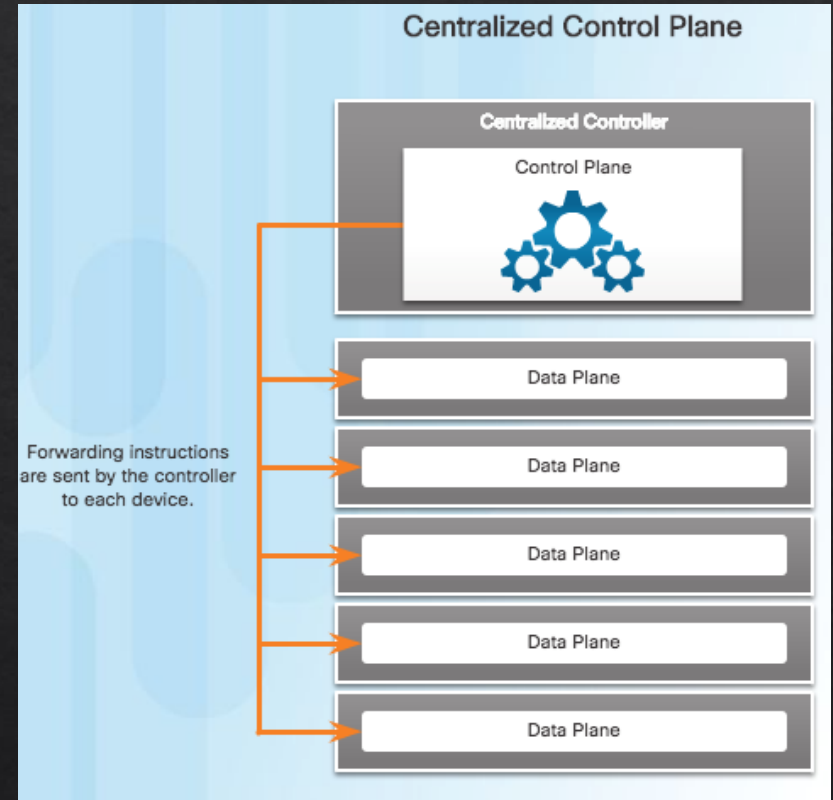 Centralized Control Plane
Centralized Controller
Control Plane
Data Plane
Data Plane
Forwarding instructions
are sent by the controller
to each device.
Data Plane
Data Plane
Data Plane